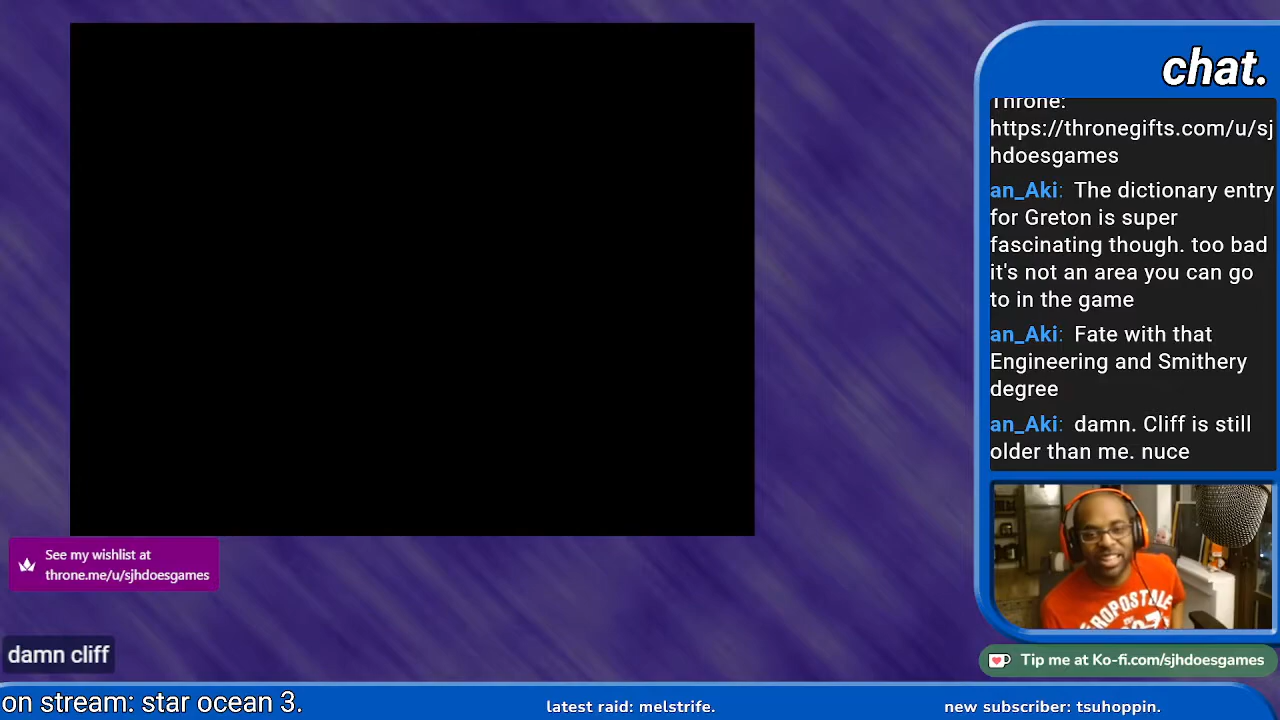 chat.
Throne:
https://thronegifts.com/u/sj
hdoesgames
an_Aki: The dictionary entry
for Greton is super
fascinating though. too bad
it's not an area you can go
to in the game
an_Aki: Fate with that
Engineering and Smithery
degree
an_Aki: damn. Cliff is still
older than me. nuce
See my wishlist at
throne.me/u/sjhdoesgames
damn cliff
Tip me at Ko-fi.com/sjhdoesgames
on stream: star ocean 3.
latest raid: melstrife.
new subscriber: tsuhoppin.